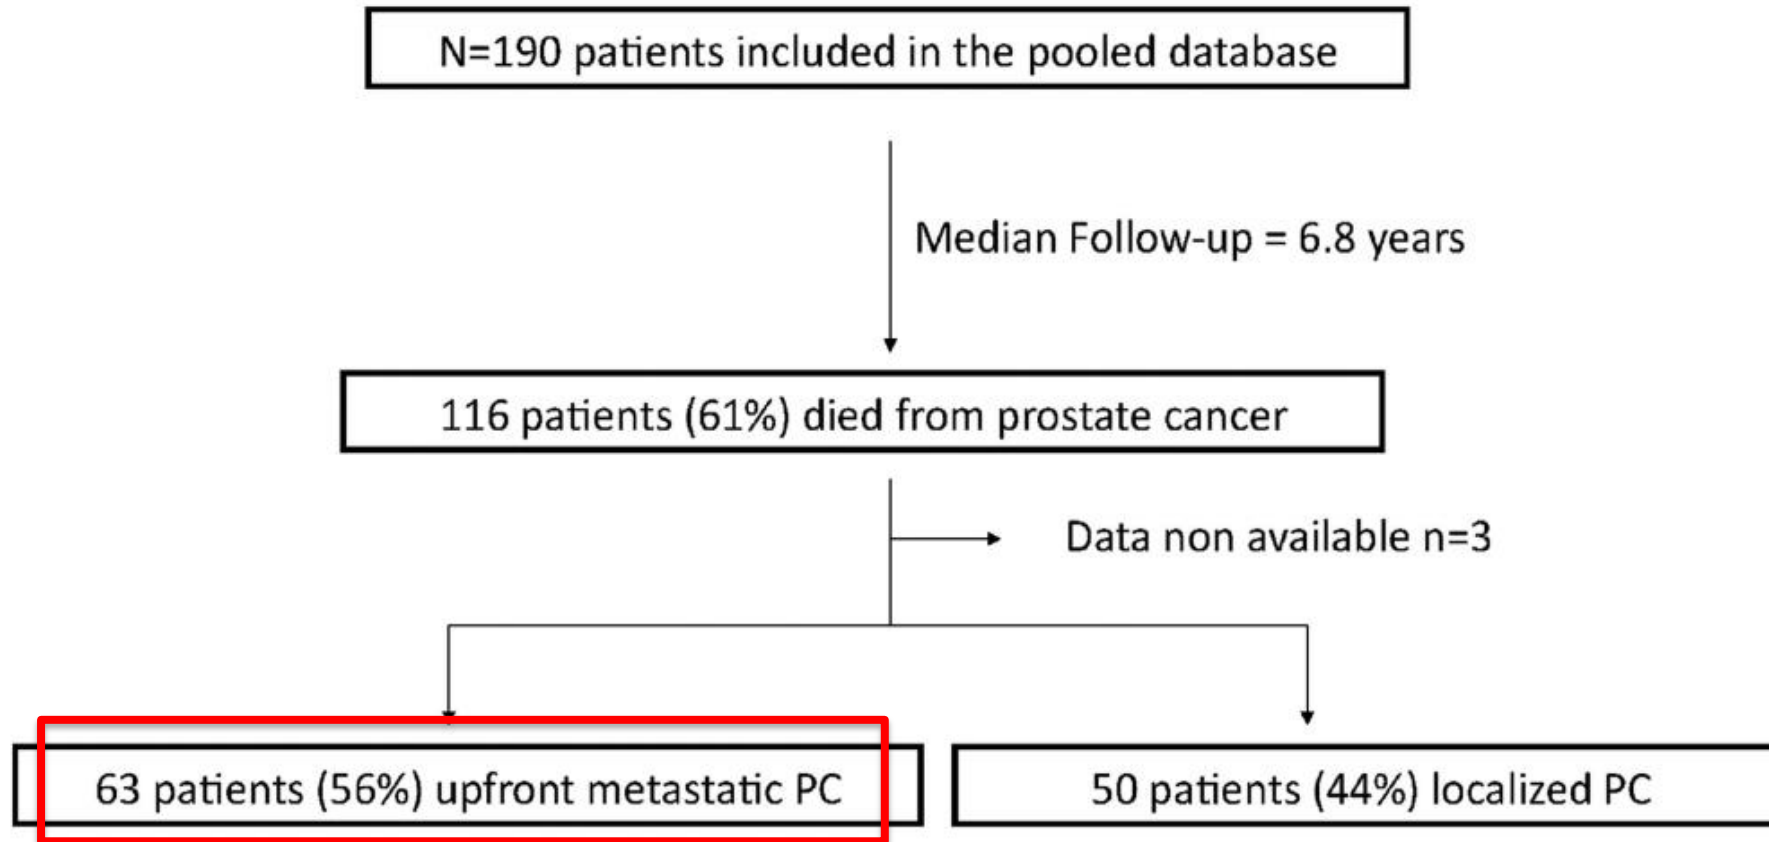 N=190 patients included in the pooled database
Median Follow-up = 6.8 years
116 patients (61%) died from prostate cancer
Data non available n=3
63 patients (56%) upfront metastatic PC
50 patients (44%) localized PC